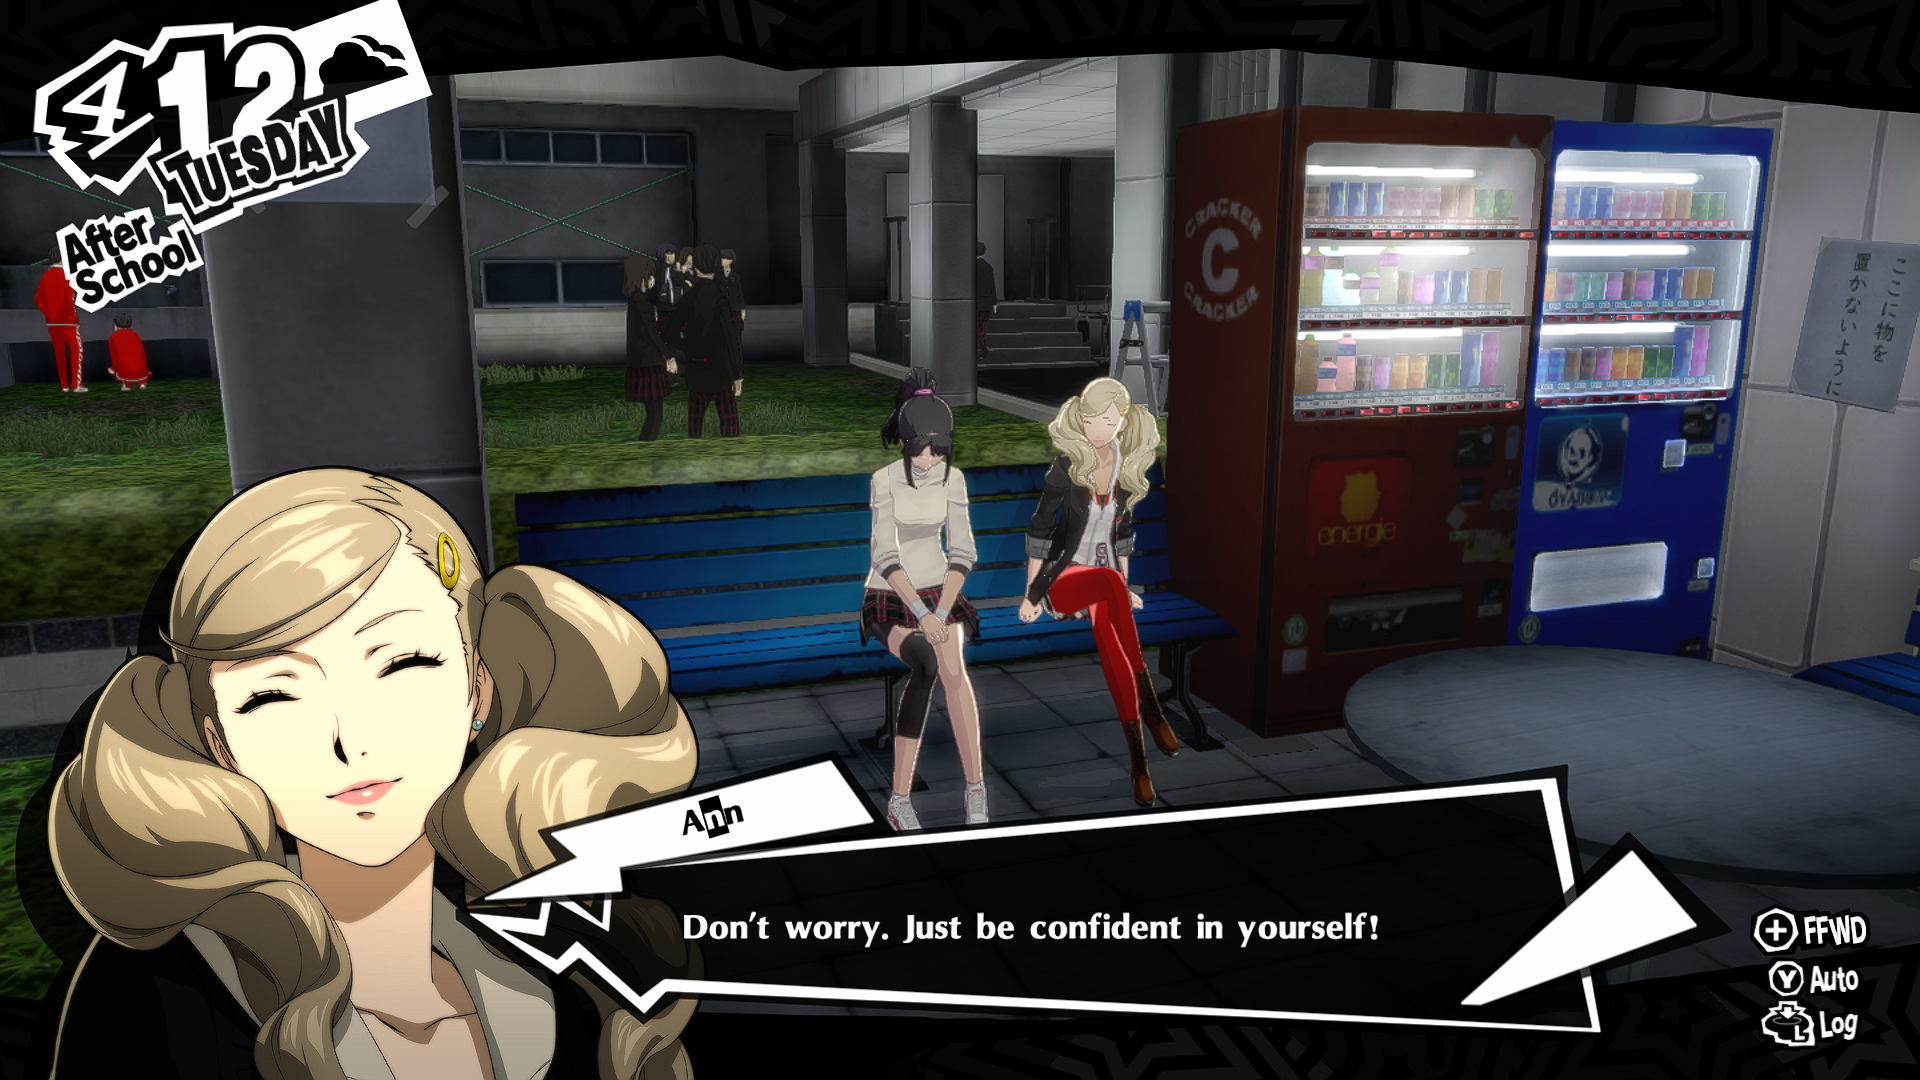 4
12
TUESDAY
After
School
CRACKER
C
CRACKER
energie
ここに物を
置かないように
Ann
Don't worry. Just be confident in yourself!
+ FFWD
Y Auto
L Log